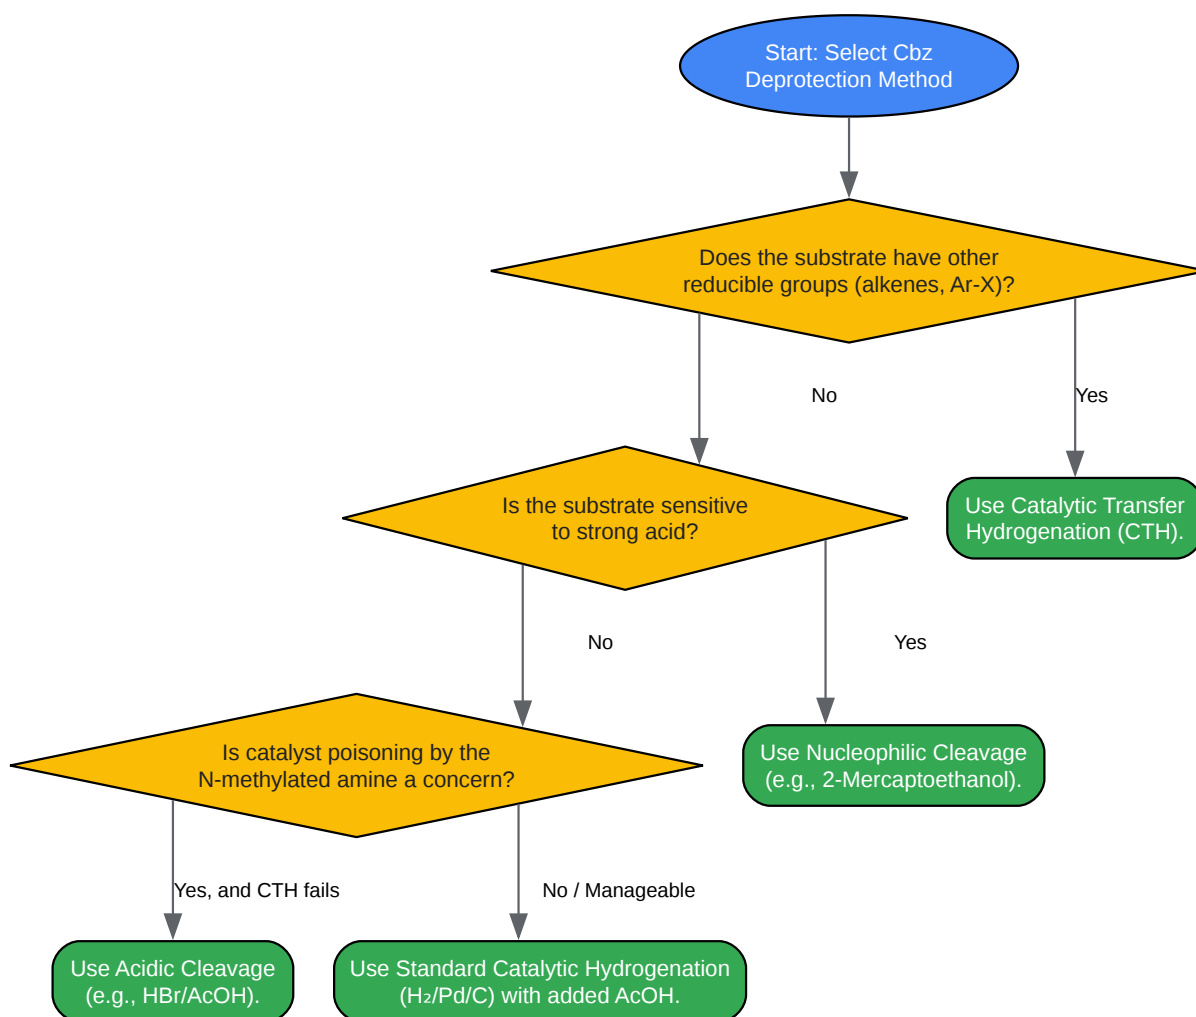 Start: Select Cbz
Deprotection Method
Does the substrate have other
reducible groups (alkenes, Ar-X)?
No
Yes
Is the substrate sensitive
to strong acid?
Use Catalytic Transfer
Hydrogenation (CTH).
No
Yes
Is catalyst poisoning by the
N-methylated amine a concern?
Use Nucleophilic Cleavage
(e.g., 2-Mercaptoethanol).
Yes, and CTH fails
No / Manageable
Use Acidic Cleavage
(e.g., HBr/AcOH).
Use Standard Catalytic Hydrogenation
(H₂/Pd/C) with added AcOH.